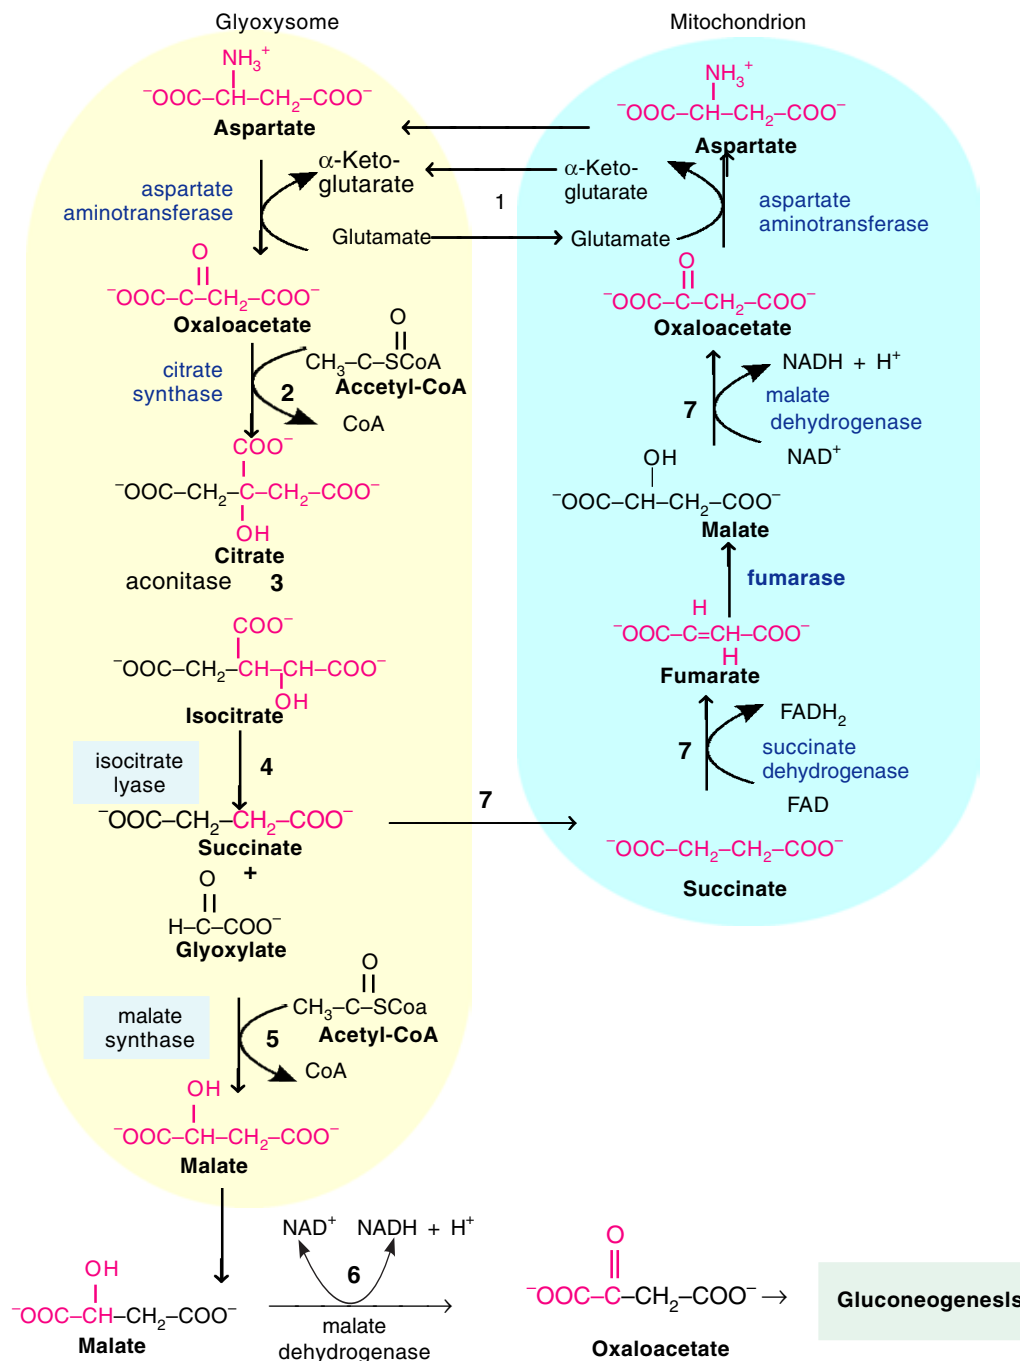 Glyoxysome
NH₃⁺
⁻OOC–CH–CH₂–COO⁻
Aspartate
α-Keto-
glutarate
aspartate
aminotransferase
Glutamate
O
⁻OOC–C–CH₂–COO⁻
Oxaloacetate
O
CH₃–C–SCoA
Accetyl-CoA
citrate
synthase
2
CoA
COO⁻
⁻OOC–CH₂–C–CH₂–COO⁻
OH
Citrate
aconitase 3
COO⁻
⁻OOC–CH₂–CH–CH–COO⁻
OH
Isocitrate
isocitrate
lyase
4
⁻OOC–CH₂–CH₂–COO⁻
Succinate
+
O
H–C–COO⁻
Glyoxylate
O
CH₃–C–SCoa
Acetyl-CoA
malate
synthase
5
CoA
OH
⁻OOC–CH–CH₂–COO⁻
Malate
1
7
Mitochondrion
NH₃⁺
⁻OOC–CH–CH₂–COO⁻
Aspartate
α-Keto-
glutarate
aspartate
aminotransferase
Glutamate
O
⁻OOC–C–CH₂–COO⁻
Oxaloacetate
NADH + H⁺
7
malate
dehydrogenase
NAD⁺
OH
⁻OOC–CH–CH₂–COO⁻
Malate
fumarase
H
⁻OOC–C=CH–COO⁻
H
Fumarate
FADH₂
7
succinate
dehydrogenase
FAD
⁻OOC–CH₂–CH₂–COO⁻
Succinate
OH
⁻OOC–CH–CH₂–COO⁻
Malate
NAD⁺ NADH + H⁺
6
malate
dehydrogenase
O
⁻OOC–C–CH₂–COO⁻
Oxaloacetate
Gluconeogenesis